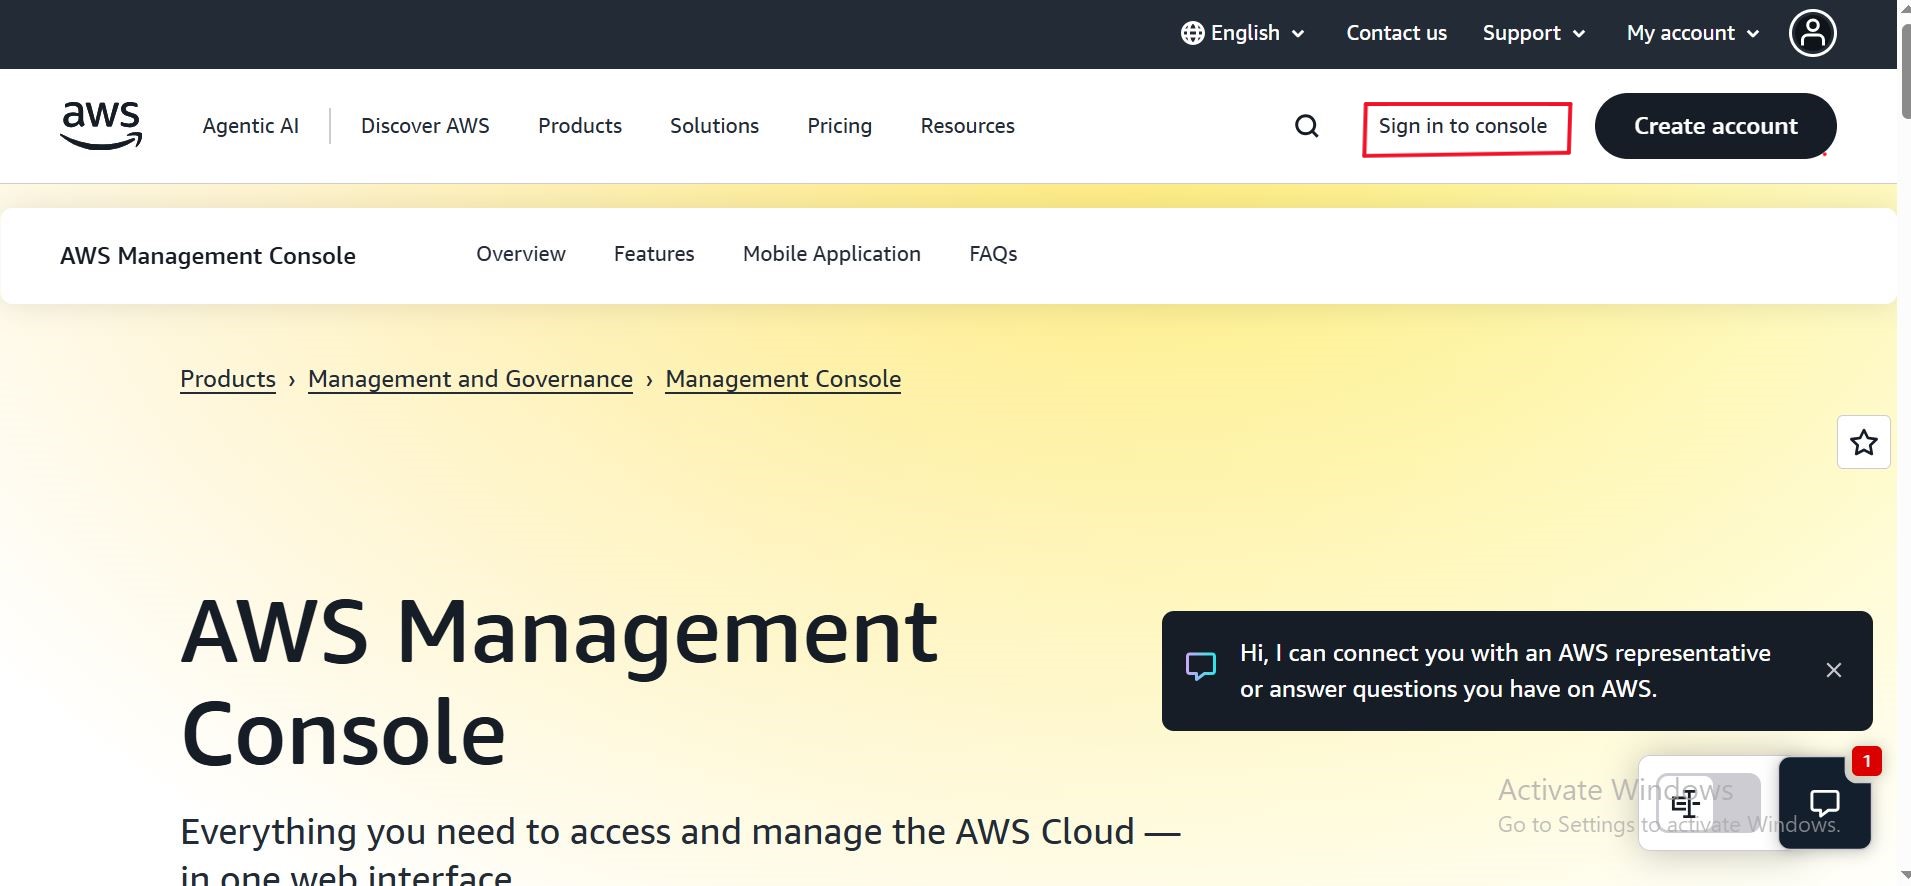 English Contact us Support My account
aws Agentic AI Discover AWS Products Solutions Pricing Resources Sign in to console Create account
AWS Management Console Overview Features Mobile Application FAQs
Products › Management and Governance › Management Console
AWS Management
Console
Hi, I can connect you with an AWS representative
or answer questions you have on AWS.
1
Activate Windows
Go to Settings to activate Windows.
Everything you need to access and manage the AWS Cloud —
in one web interface